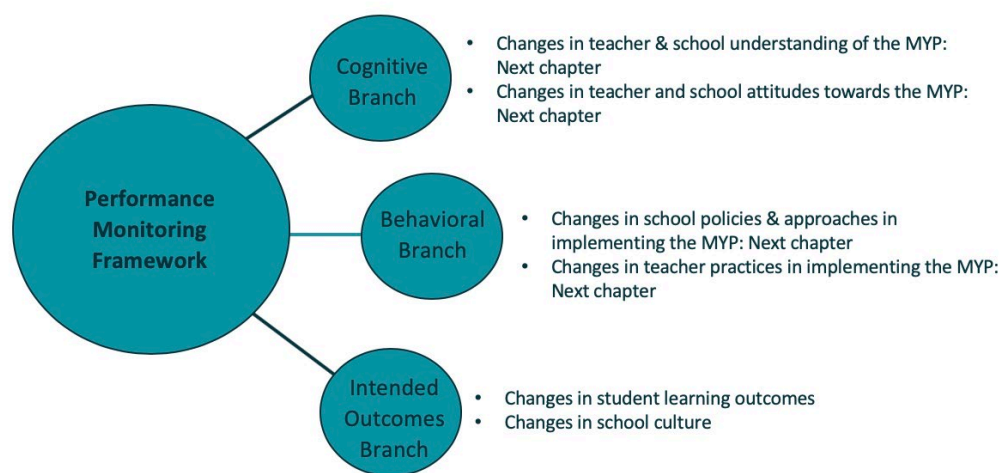 Performance
Monitoring
Framework
Cognitive
Branch
• Changes in teacher & school understanding of the MYP:
Next chapter
• Changes in teacher and school attitudes towards the MYP:
Next chapter
Behavioral
Branch
• Changes in school policies & approaches in
implementing the MYP: Next chapter
• Changes in teacher practices in implementing the MYP:
Next chapter
Intended
Outcomes
Branch
• Changes in student learning outcomes
• Changes in school culture